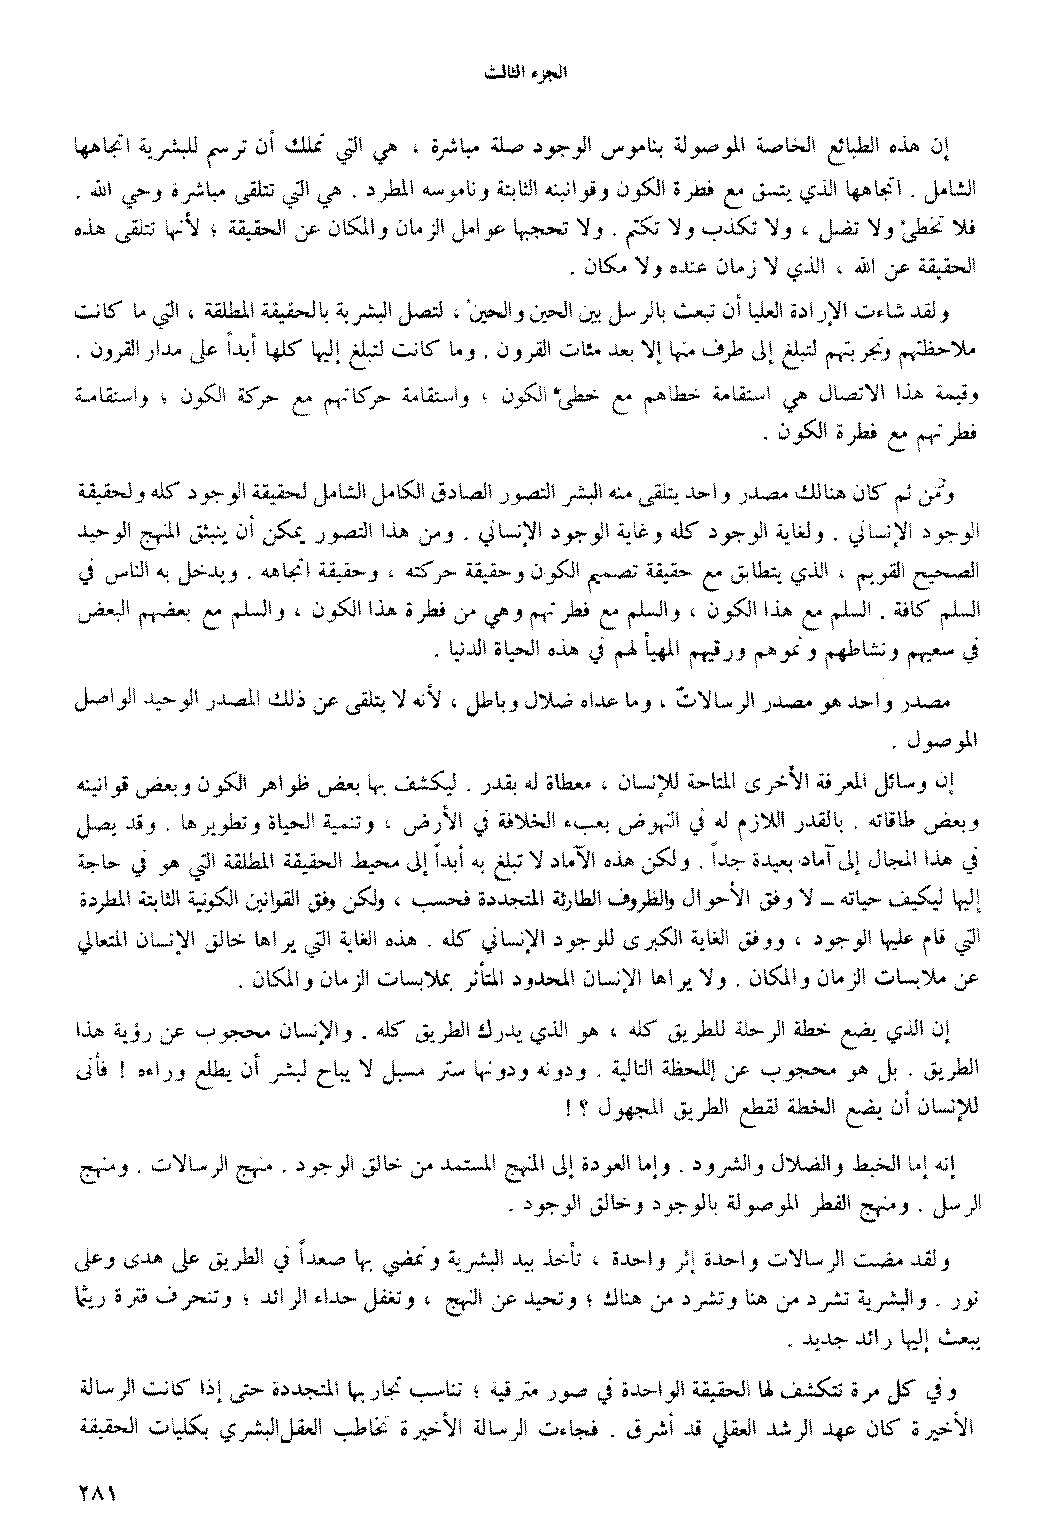 الجزء الثالث
إن هذه الطبائع الخاصة الموصولة بناموس الوجود صلة مباشرة ، هي التي تملك أن ترسم للبشرية اتجاهها
الشامل . اتجاهها الذي يتسق مع فطرة الكون وقوانينه الثابتة وناموسه المطرد . هي التي تتلقى مباشرة وحي الله .
فلا تخطئ ولا تضل ، ولا تكذب ولا تكتم . ولا تحجبها عوامل الزمان والمكان عن الحقيقة ؛ لأنها تتلقى هذه
الحقيقة عن الله ، الذي لا زمان عنده ولا مكان .
ولقد شاءت الإرادة العليا أن تبعث بالرسل بين الحين والحين ، لتصل البشرية بالحقيقة المطلقة ، التي ما كانت
ملاحظتهم وتجربتهم لتبلغ إلى طرف منها إلا بعد مئات القرون . وما كانت لتبلغ إليها كلها أبداً على مدار القرون .
وقيمة هذا الاتصال هي استقامة خطاهم مع خطى الكون ؛ واستقامة حركاتهم مع حركة الكون ؛ واستقامة
فطرتهم مع فطرة الكون .
ومن ثم كان هنالك مصدر واحد يتلقى منه البشر التصور الصادق الكامل الشامل لحقيقة الوجود كله ولحقيقة
الوجود الإنساني . ولغاية الوجود كله وغاية الوجود الإنساني . ومن هذا التصور يمكن أن ينبثق المنهج الوحيد
الصحيح القويم ، الذي يتطابق مع حقيقة تصميم الكون وحقيقة حركته ، وحقيقة اتجاهه . ويدخل به الناس في
السلم كافة . السلم مع هذا الكون ، والسلم مع فطرتهم وهي من فطرة هذا الكون ، والسلم مع بعضهم البعض
في سعيهم ونشاطهم ونموهم ورقيهم المهيأ لهم في هذه الحياة الدنيا .
مصدر واحد هو مصدر الرسالات ، وما عداه ضلال وباطل ، لأنه لا يتلقى عن ذلك المصدر الوحيد الواصل
الموصول .
إن وسائل المعرفة الأخرى المتاحة للإنسان ، معطاة له بقدر . ليكشف بها بعض ظواهر الكون وبعض قوانينه
وبعض طاقاته . بالقدر اللازم له في النهوض بعبء الخلافة في الأرض ، وتنمية الحياة وتطويرها . وقد يصل
في هذا المجال إلى آماد بعيدة جداً . ولكن هذه الآماد لا تبلغ به أبداً إلى محيط الحقيقة المطلقة التي هو في حاجة
إليها ليكيف حياته – لا وفق الأحوال والظروف الطارئة المتجددة فحسب ، ولكن وفق القوانين الكونية الثابتة المطردة
التي قام عليها الوجود ، ووفق الغاية الكبرى للوجود الإنساني كله . هذه الغاية التي يراها خالق الإنسان المتعالي
عن ملابسات الزمان والمكان . ولا يراها الإنسان المحدود المتأثر بملابسات الزمان والمكان .
إن الذي يضع خطة الرحلة للطريق كله ، هو الذي يدرك الطريق كله . والإنسان محجوب عن رؤية هذا
الطريق . بل هو محجوب عن اللحظة التالية . ودونه ودونها ستر مسبل لا يباح لبشر أن يطلع وراءه ! فأنى
للإنسان أن يضع الخطة لقطع الطريق المجهول ؟ !
إنه إما الخبط والضلال والشرود . وإما العودة إلى المنهج المستمد من خالق الوجود . منهج الرسالات . ومنهج
الرسل . ومنهج الفطر الموصولة بالوجود وخالق الوجود .
ولقد مضت الرسالات واحدة إثر واحدة ، تأخذ بيد البشرية وتمضي بها صعداً في الطريق على هدى وعلى
نور . والبشرية تشرد من هنا وتشرد من هناك ؛ وتحيد عن النهج ، وتغفل حداء الرائد ؛ وتنحرف فترة ريثما
يبعث إليها رائد جديد .
وفي كل مرة تتكشف لها الحقيقة الواحدة في صور مترقية ؛ تناسب تجاربها المتجددة حتى إذا كانت الرسالة
الأخيرة كان عهد الرشد العقلي قد أشرق . فجاءت الرسالة الأخيرة تخاطب العقل البشري بكليات الحقيقة
٢٨١